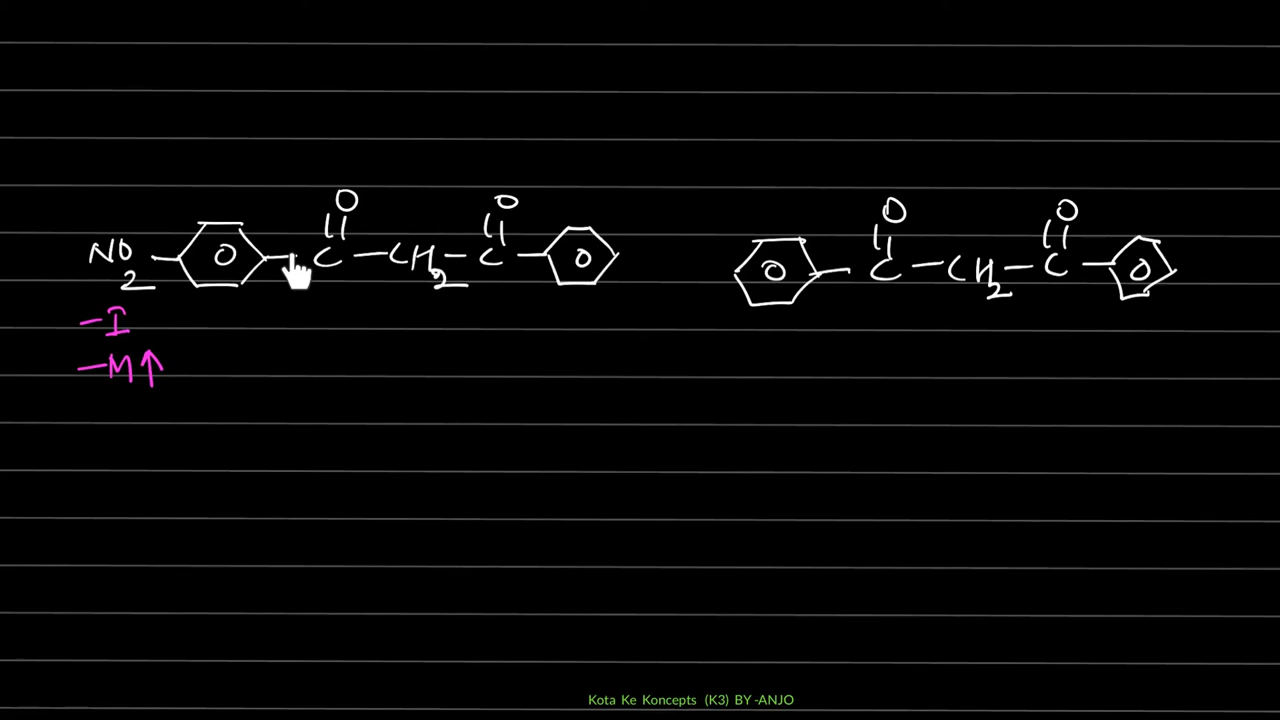 O O O O
NO2 O C — CH2 — C O O C — CH2 — C O
— I
— M ↑
Kota Ke Koncepts (K3) BY -ANJO